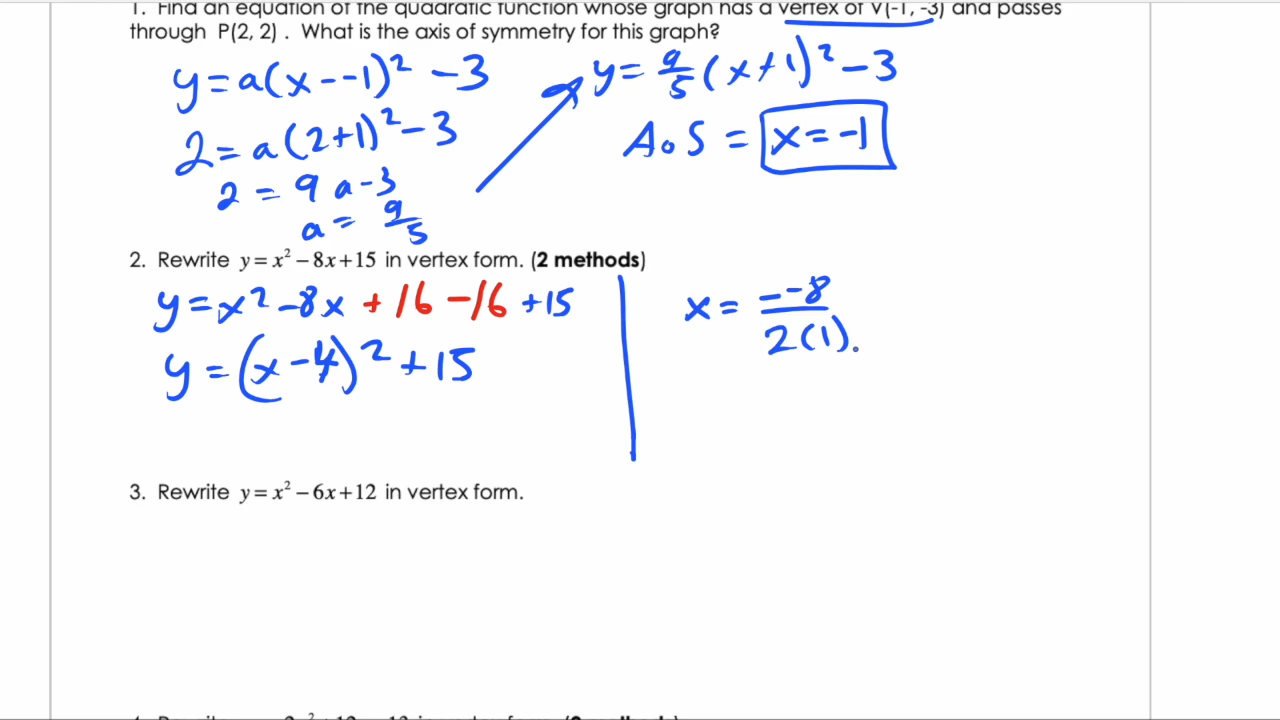 1. Find an equation of the quadratic function whose graph has a vertex of V(-1, -3) and passes
through P(2, 2) . What is the axis of symmetry for this graph?
y = a(x - -1)² - 3
2 = a(2+1)² - 3
2 = 9a - 3
a = 9/5
y = 9/5 (x+1)² - 3
AoS = x = -1
2. Rewrite y = x² − 8x + 15 in vertex form. (2 methods)
y = x² - 8x + 16 - 16 + 15
y = (x - 4)² + 15
x = - -8 / 2(1).
3. Rewrite y = x² − 6x + 12 in vertex form.